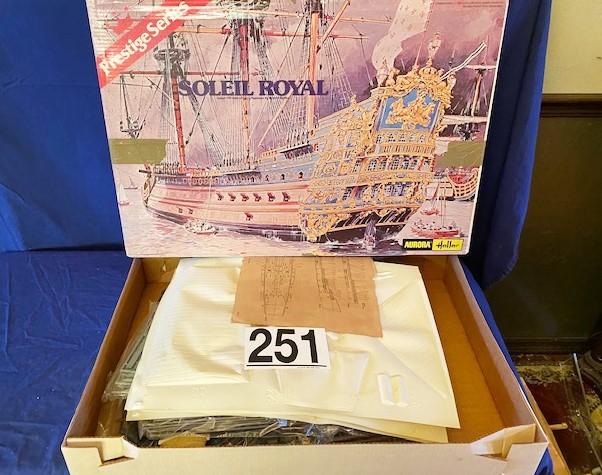 Prestige Series
SOLEIL ROYAL
AURORA Heller
251